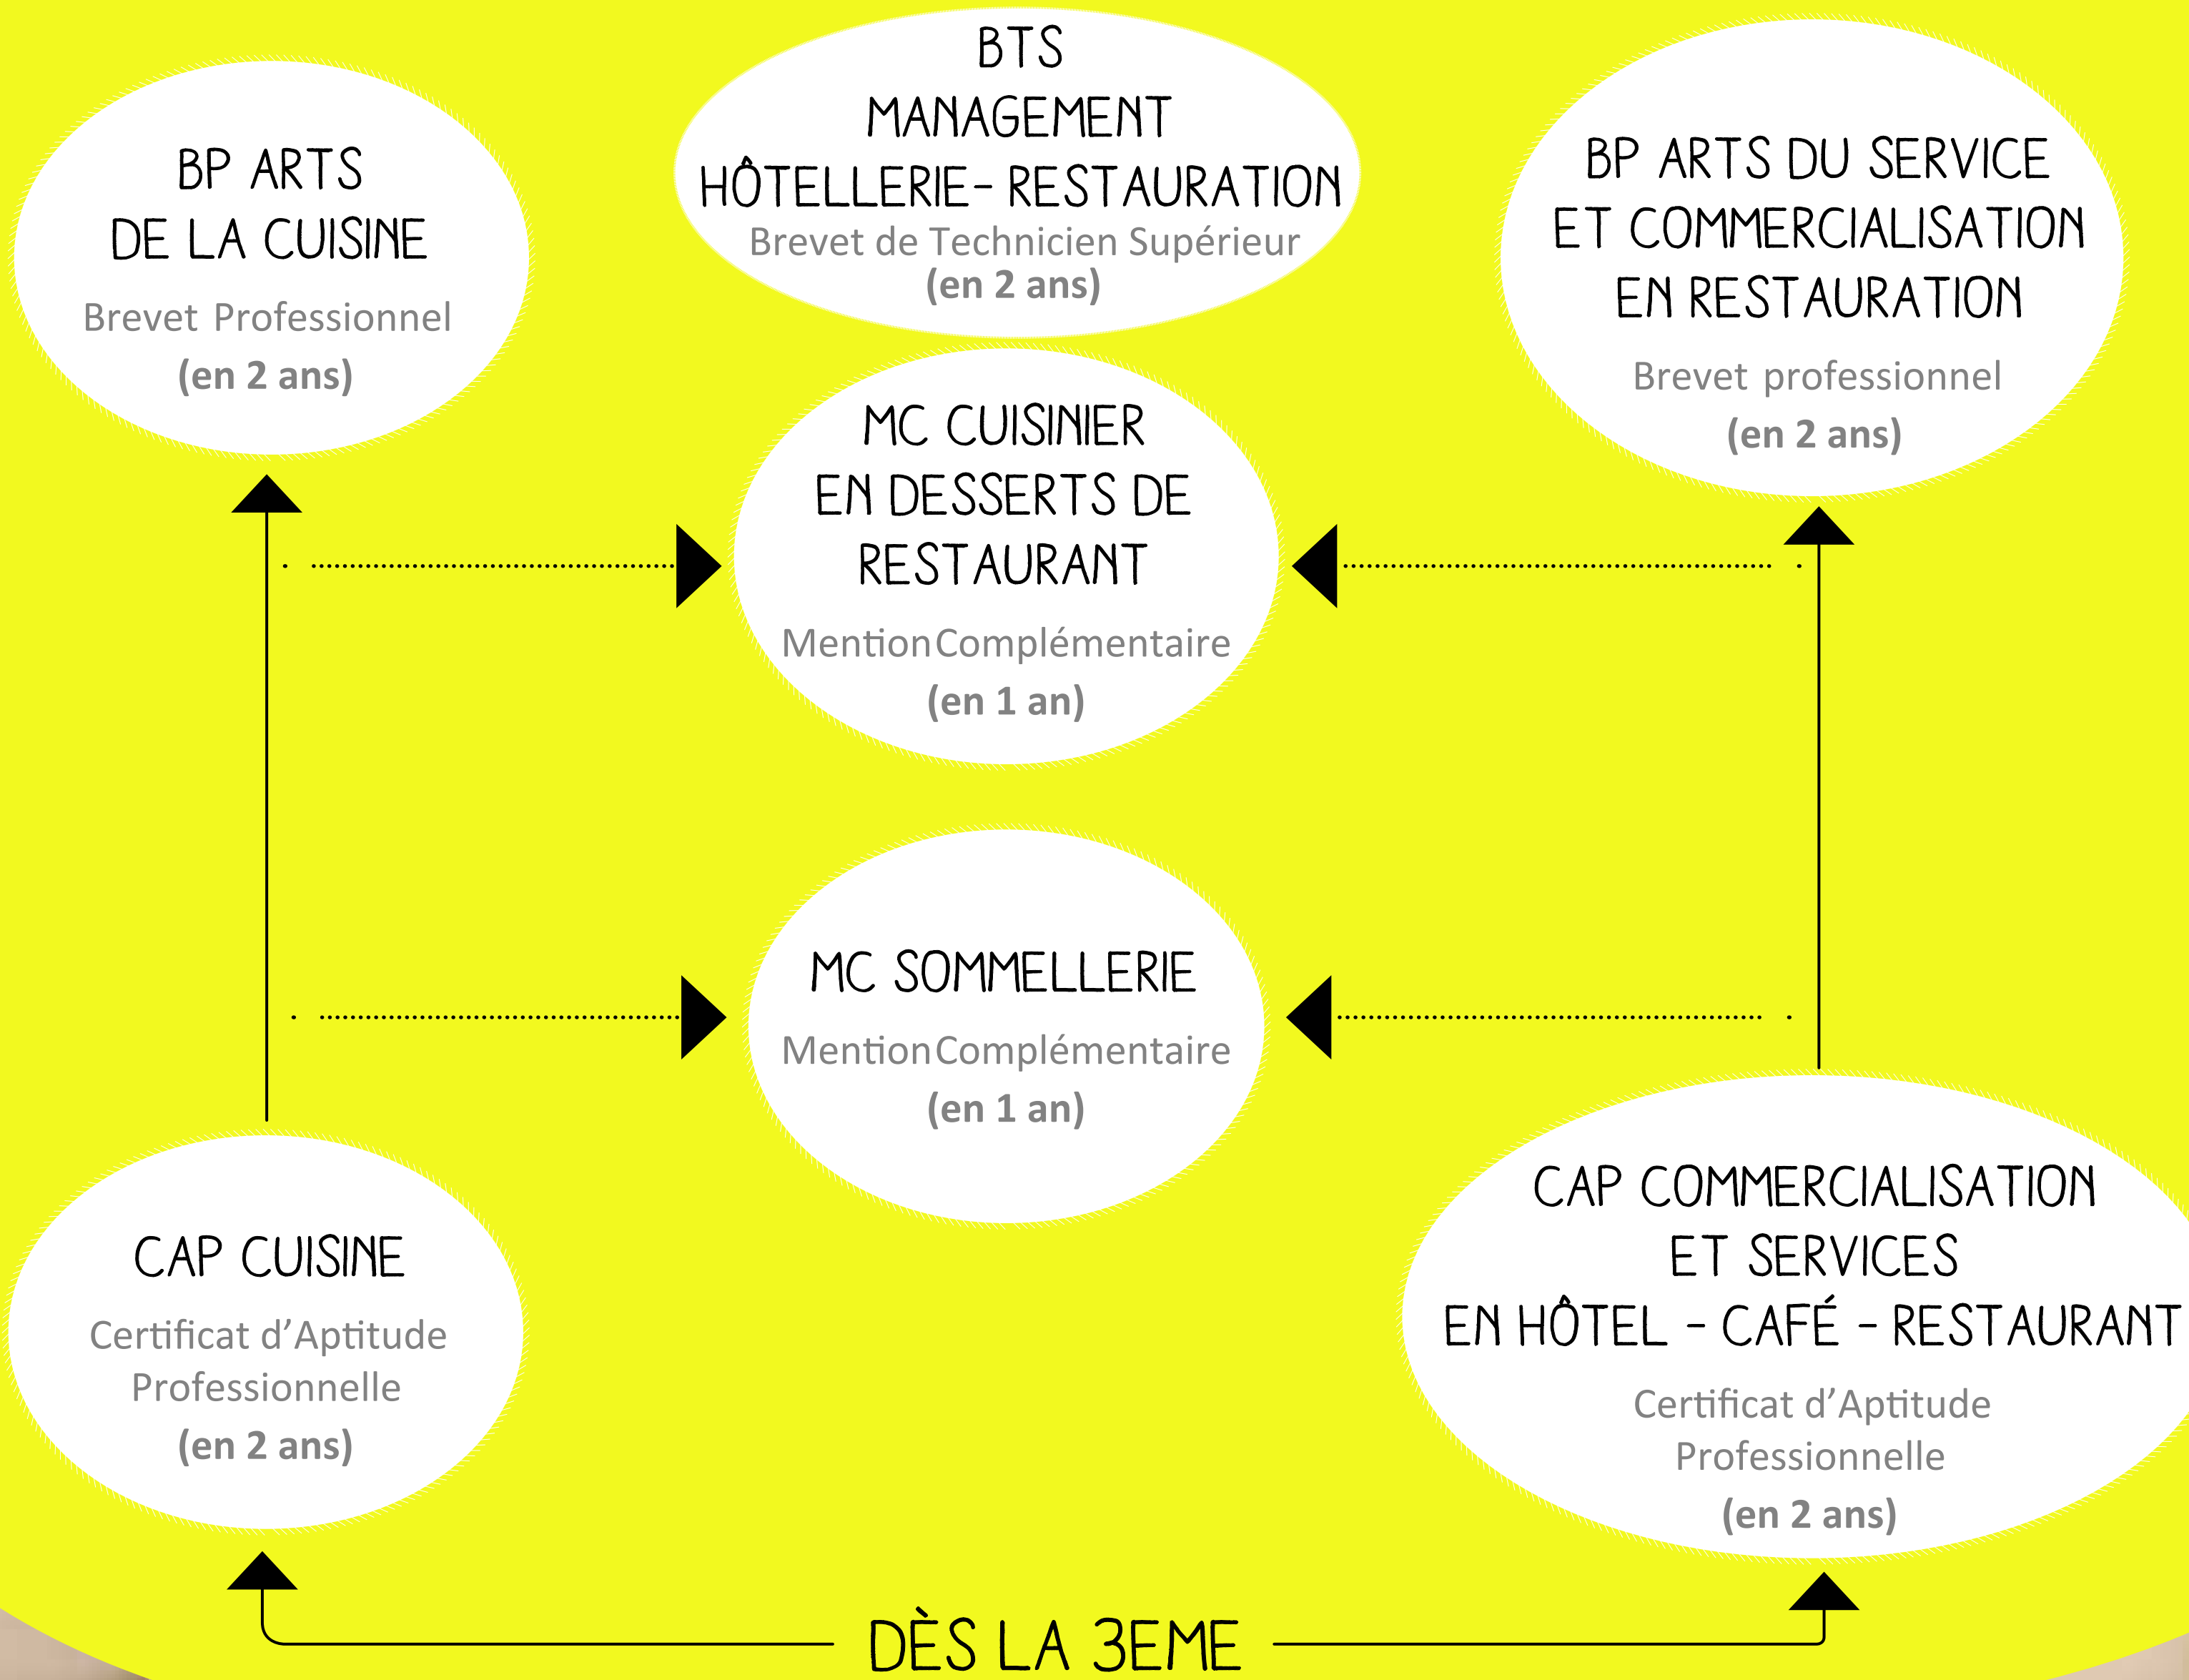 BTS
MANAGEMENT
HÔTELLERIE- RESTAURATION
Brevet de Technicien Supérieur
(en 2 ans)
BP ARTS
DE LA CUISINE
Brevet Professionnel
(en 2 ans)
BP ARTS DU SERVICE
ET COMMERCIALISATION
EN RESTAURATION
Brevet professionnel
(en 2 ans)
MC CUISINIER
EN DESSERTS DE
RESTAURANT
Mention Complémentaire
(en 1 an)
MC SOMMELLERIE
Mention Complémentaire
(en 1 an)
CAP CUISINE
Certificat d'Aptitude
Professionnelle
(en 2 ans)
CAP COMMERCIALISATION
ET SERVICES
EN HÔTEL - CAFÉ - RESTAURANT
Certificat d'Aptitude
Professionnelle
(en 2 ans)
DÈS LA 3EME